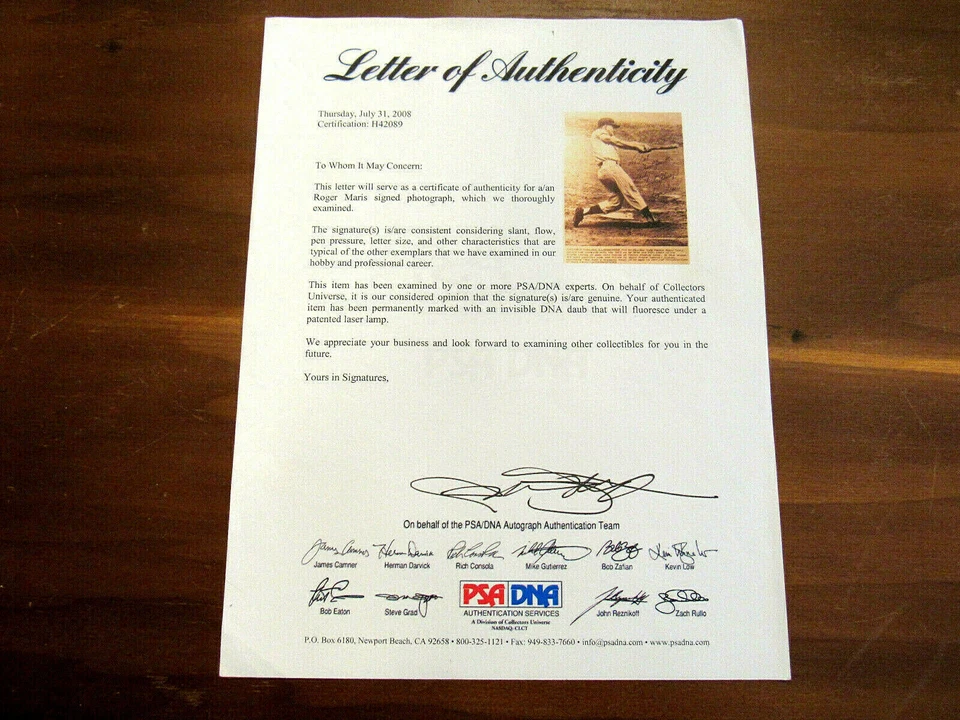 Letter of Authenticity
Thursday, July 31, 2008
Certification: H42089
To Whom It May Concern:
This letter will serve as a certificate of authenticity for a/an
Roger Maris signed photograph, which we thoroughly
examined.
The signature(s) is/are consistent considering slant, flow,
pen pressure, letter size, and other characteristics that are
typical of the other exemplars that we have examined in our
hobby and professional career.
This item has been examined by one or more PSA/DNA experts. On behalf of Collectors
Universe, it is our considered opinion that the signature(s) is/are genuine. Your authenticated
item has been permanently marked with an invisible DNA daub that will fluoresce under a
patented laser lamp.
We appreciate your business and look forward to examining other collectibles for you in the
future.
Yours in Signatures,
On behalf of the PSA/DNA Autograph Authentication Team
James Camner Herman Darvick Rich Consola Mike Gutierrez Bob Zafian Kevin Low
Bob Eaton Steve Grad PSA DNA John Reznikoff Zach Rullo
AUTHENTICATION SERVICES
A Division of Collectors Universe
NASDAQ: CLCT
P.O. Box 6180, Newport Beach, CA 92658 • 800-325-1121 • Fax: 949-833-7660 • info@psadna.com • www.psadna.com